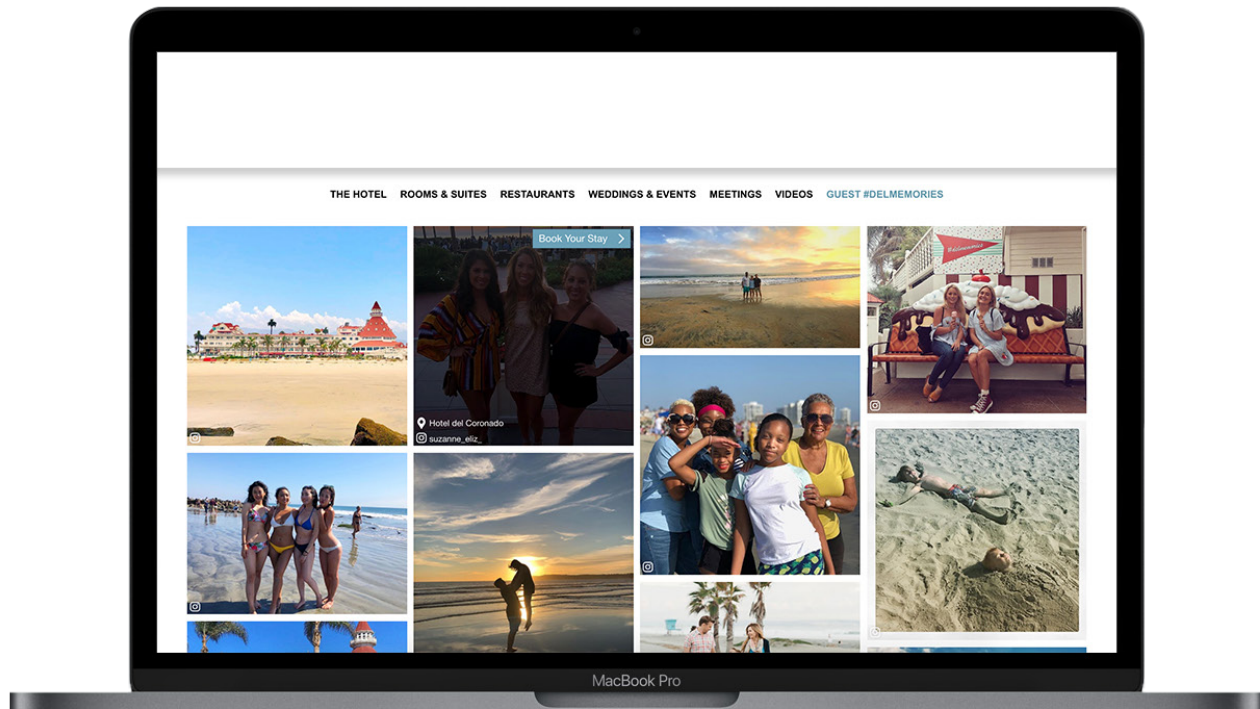 THE HOTEL ROOMS & SUITES RESTAURANTS WEDDINGS & EVENTS MEETINGS VIDEOS GUEST #DELMEMORIES
Book Your Stay
#delmemories
Hotel del Coronado
suzanne_eliz_
MacBook Pro